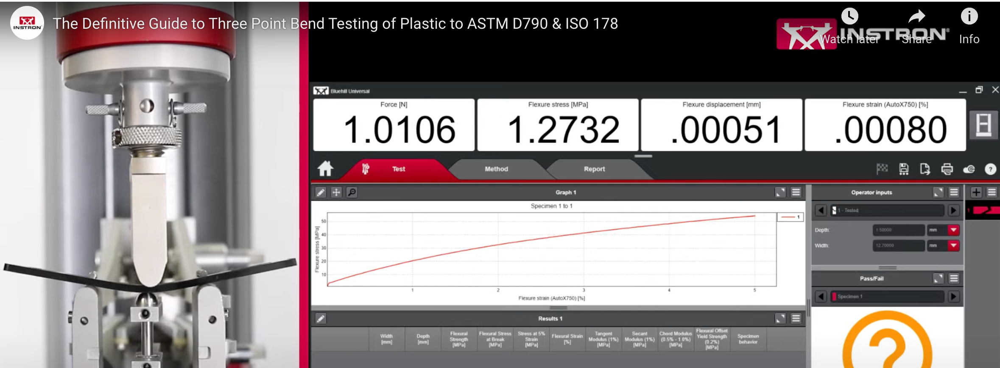 INSTRON
The Definitive Guide to Three Point Bend Testing of Plastic to ASTM D790 & ISO 178
INSTRON®
Watch later
Share
Info
Bluehill Universal
Force [N]
1.0106
Flexure stress [MPa]
1.2732
Flexure displacement [mm]
.00051
Flexure strain (AutoX750) [%]
.00080
Test
Method
Report
?
Graph 1
Specimen 1 to 1
Flexure stress [MPa]
50
40
30
20
10
1
1
2
3
4
5
Flexure strain (AutoX750) [%]
Operator inputs
1 - Tested
Depth:
1.50000
mm
Width:
12.70000
mm
1
Pass/Fail
Specimen 1
?
Results 1
Width
[mm]
Depth
[mm]
Flexural
Strength
[MPa]
Flexural Stress
at Break
[MPa]
Stress at 5%
Strain
[MPa]
Flexural Strain
[%]
Tangent
Modulus (1%)
[MPa]
Secant
Modulus (1%)
[MPa]
Chord Modulus
(0.5% - 1.0%)
[MPa]
Flexural Offset
Yield Strength
(0.2%)
[MPa]
Specimen
behavior